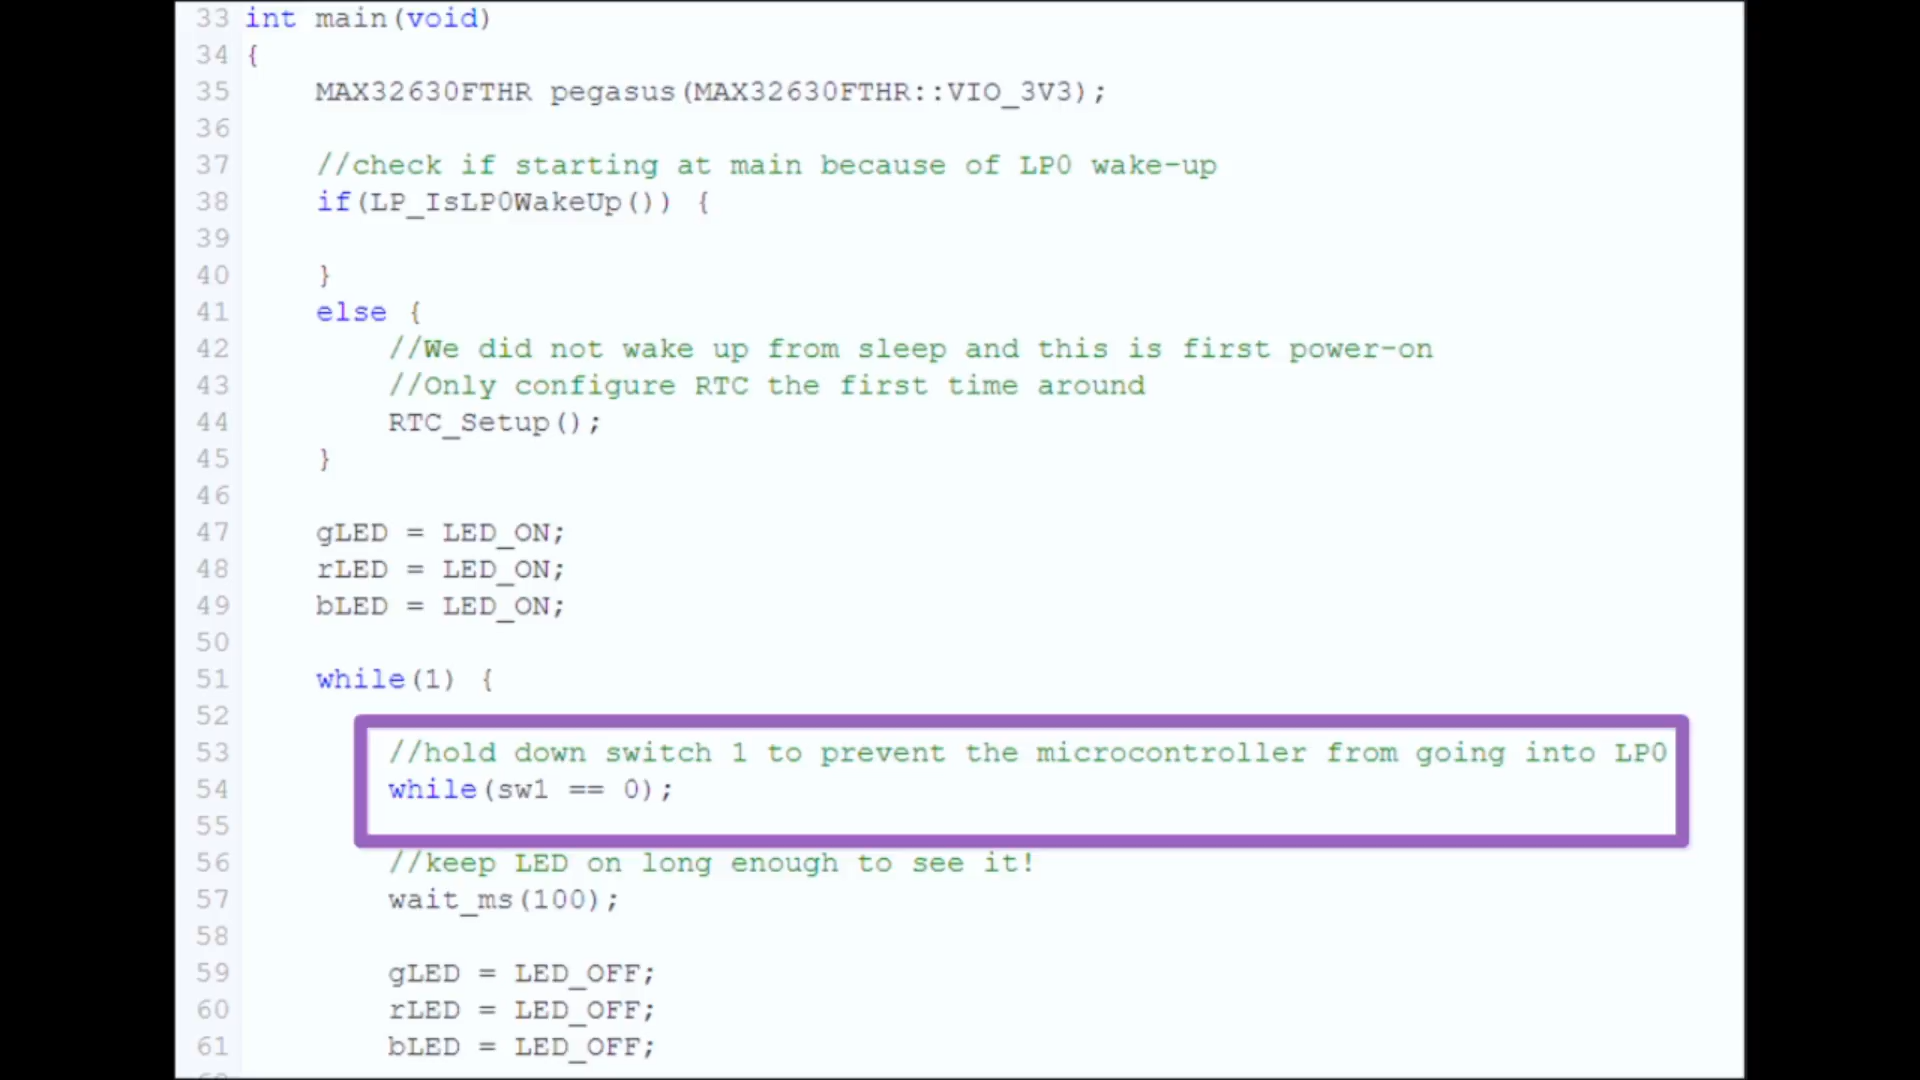 33 int main(void)
34 {
35 MAX32630FTHR pegasus(MAX32630FTHR::VIO_3V3);
36
37 //check if starting at main because of LP0 wake-up
38 if(LP_IsLP0WakeUp()) {
39
40 }
41 else {
42 //We did not wake up from sleep and this is first power-on
43 //Only configure RTC the first time around
44 RTC_Setup();
45 }
46
47 gLED = LED_ON;
48 rLED = LED_ON;
49 bLED = LED_ON;
50
51 while(1) {
52
53 //hold down switch 1 to prevent the microcontroller from going into LP0
54 while(sw1 == 0);
55
56 //keep LED on long enough to see it!
57 wait_ms(100);
58
59 gLED = LED_OFF;
60 rLED = LED_OFF;
61 bLED = LED_OFF;